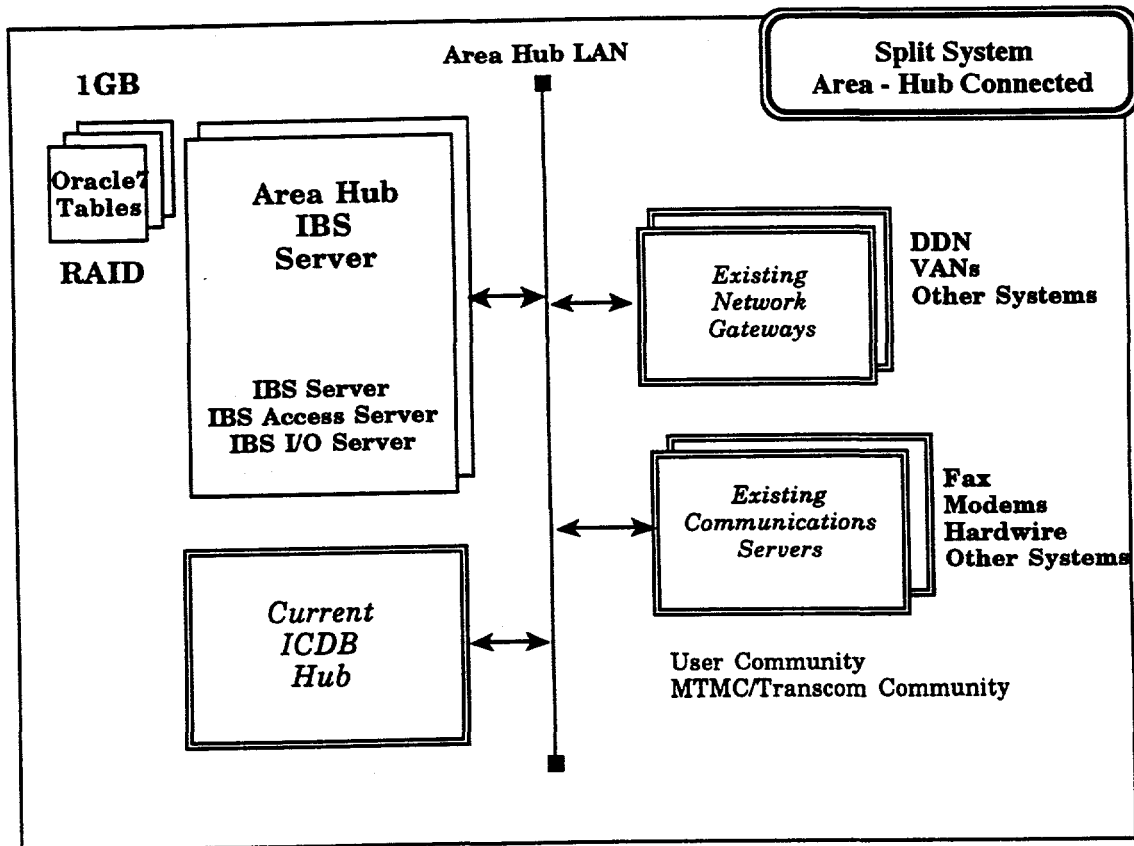 Split System
Area - Hub Connected
Area Hub LAN
1GB
Oracle7
Tables
RAID
Area Hub
IBS
Server
IBS Server
IBS Access Server
IBS I/O Server
Existing
Network
Gateways
DDN
VANs
Other Systems
Existing
Communications
Servers
Fax
Modems
Hardwire
Other Systems
Current
ICDB
Hub
User Community
MTMC/Transcom Community